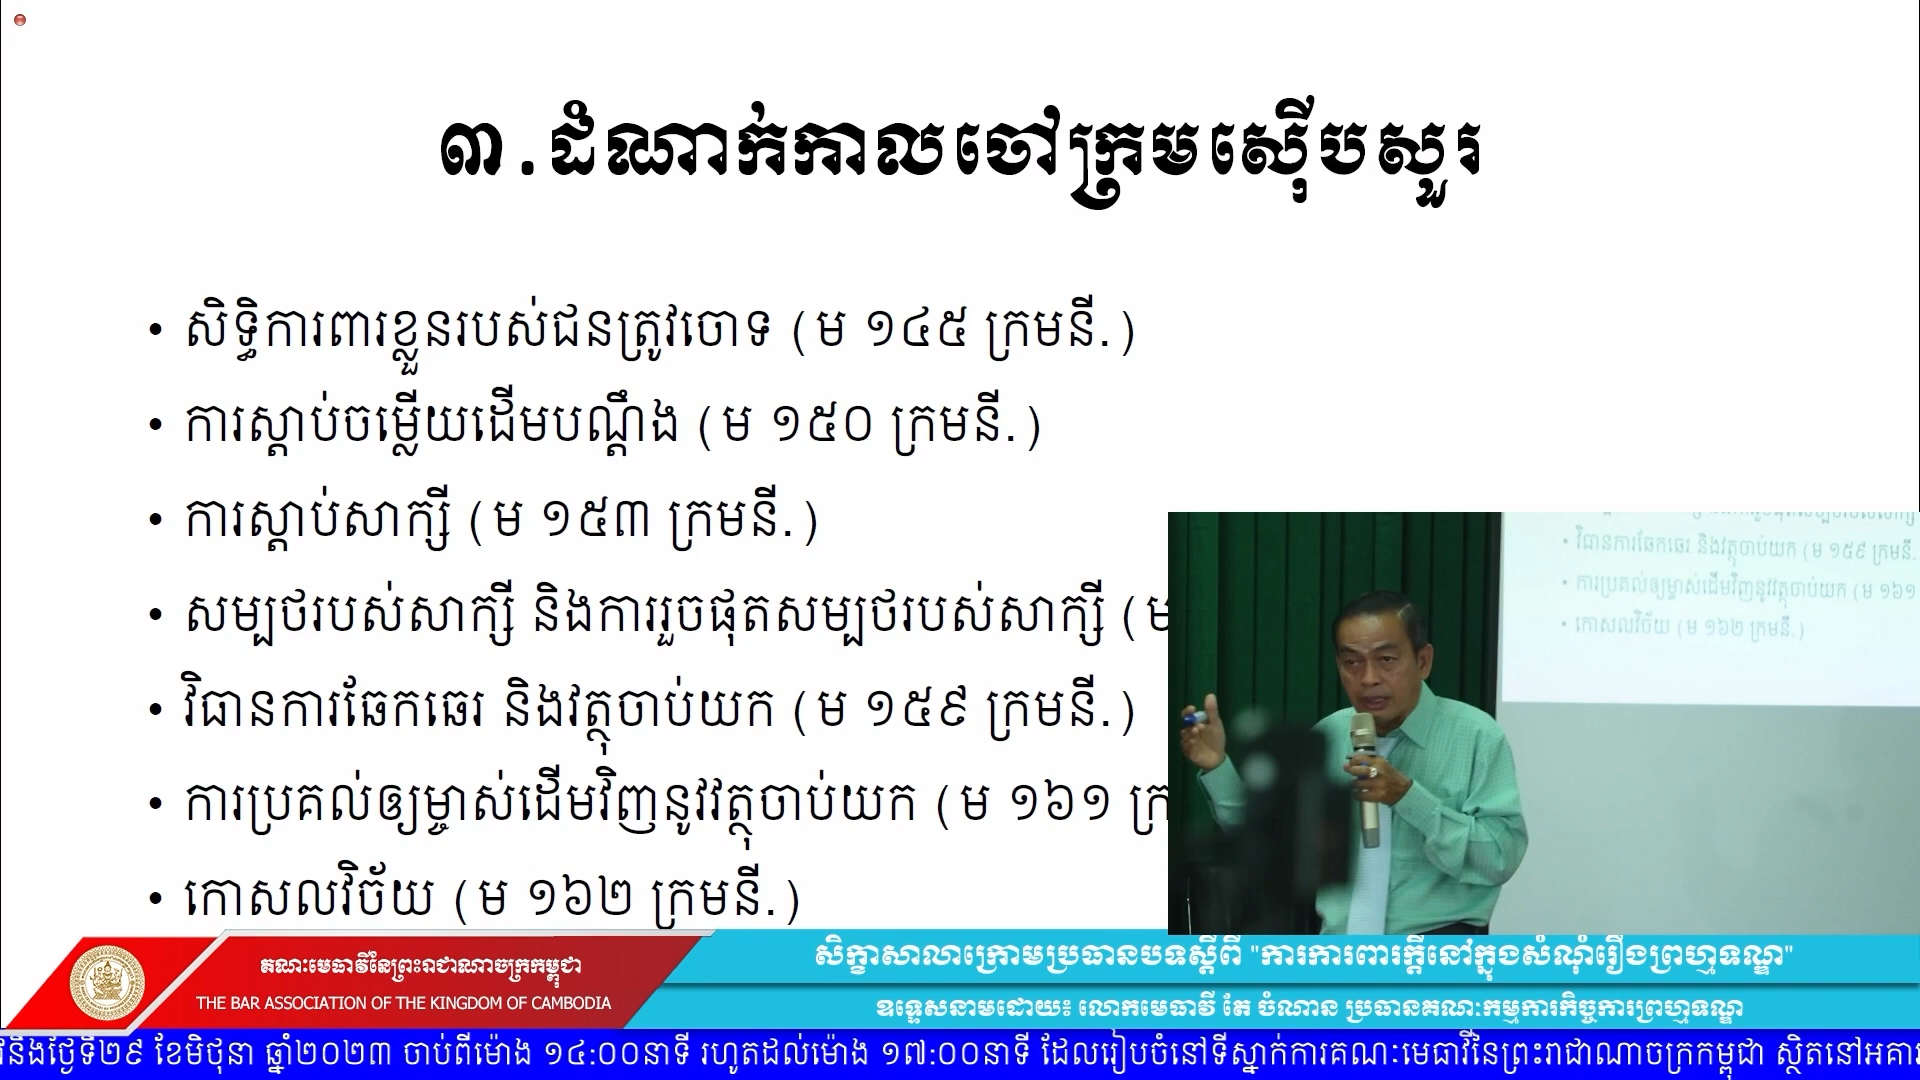 ៣.ដំណាក់កាលចៅក្រមស៊ើបសួរ
• សិទ្ធិការពារខ្លួនរបស់ជនត្រូវចោទ (ម ១៤៥ ក្រមនី.)
• ការស្តាប់ចម្លើយដើមបណ្តឹង (ម ១៥០ ក្រមនី.)
• ការស្តាប់សាក្សី (ម ១៥៣ ក្រមនី.)
• សម្បថរបស់សាក្សី និងការរួចផុតសម្បថរបស់សាក្សី (ម
• វិធានការឆែកឆេរ និងវត្ថុចាប់យក (ម ១៥៩ ក្រមនី.)
• ការប្រគល់ឲ្យម្ចាស់ដើមវិញនូវវត្ថុចាប់យក (ម ១៦១ ក្រ
• កោសលវិច័យ (ម ១៦២ ក្រមនី.)
• វិធានការឆែកឆេរ និងវត្ថុចាប់យក (ម ១៥៩ ក្រមនី.
• ការប្រគល់ឲ្យម្ចាស់ដើមវិញនូវវត្ថុចាប់យក (ម ១៦១
• កោសលវិច័យ (ម ១៦២ ក្រមនី.)
គណៈមេធាវីនៃព្រះរាជាណាចក្រកម្ពុជា
THE BAR ASSOCIATION OF THE KINGDOM OF CAMBODIA
សិក្ខាសាលាក្រោមប្រធានបទស្តីពី "ការការពារក្តីនៅក្នុងសំណុំរឿងព្រហ្មទណ្ឌ"
ឧទ្ទេសនាមដោយ៖ លោកមេធាវី តែ ចំណាន ប្រធានគណៈកម្មការកិច្ចការព្រហ្មទណ្ឌ
នឹងថ្ងៃទី២៩ ខែមិថុនា ឆ្នាំ២០២៣ ចាប់ពីម៉ោង ១៤:០០នាទី រហូតដល់ម៉ោង ១៧:០០នាទី ដែលរៀបចំនៅទីស្នាក់ការគណៈមេធាវីនៃព្រះរាជាណាចក្រកម្ពុជា ស្ថិតនៅអគារ